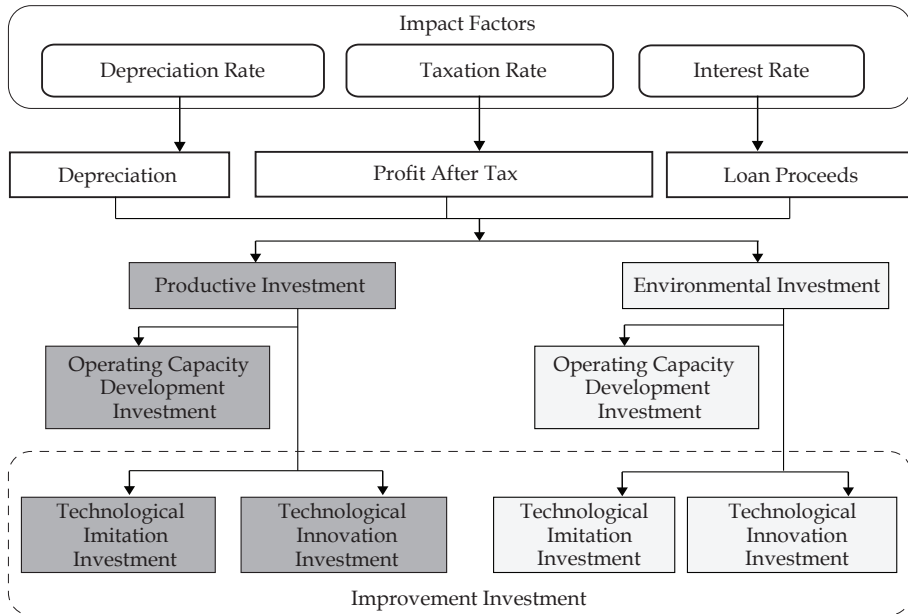 Impact Factors
Depreciation Rate
Taxation Rate
Interest Rate
Depreciation
Profit After Tax
Loan Proceeds
Productive Investment
Environmental Investment
Operating Capacity
Development
Investment
Operating Capacity
Development
Investment
Technological
Imitation
Investment
Technological
Innovation
Investment
Technological
Imitation
Investment
Technological
Innovation
Investment
Improvement Investment